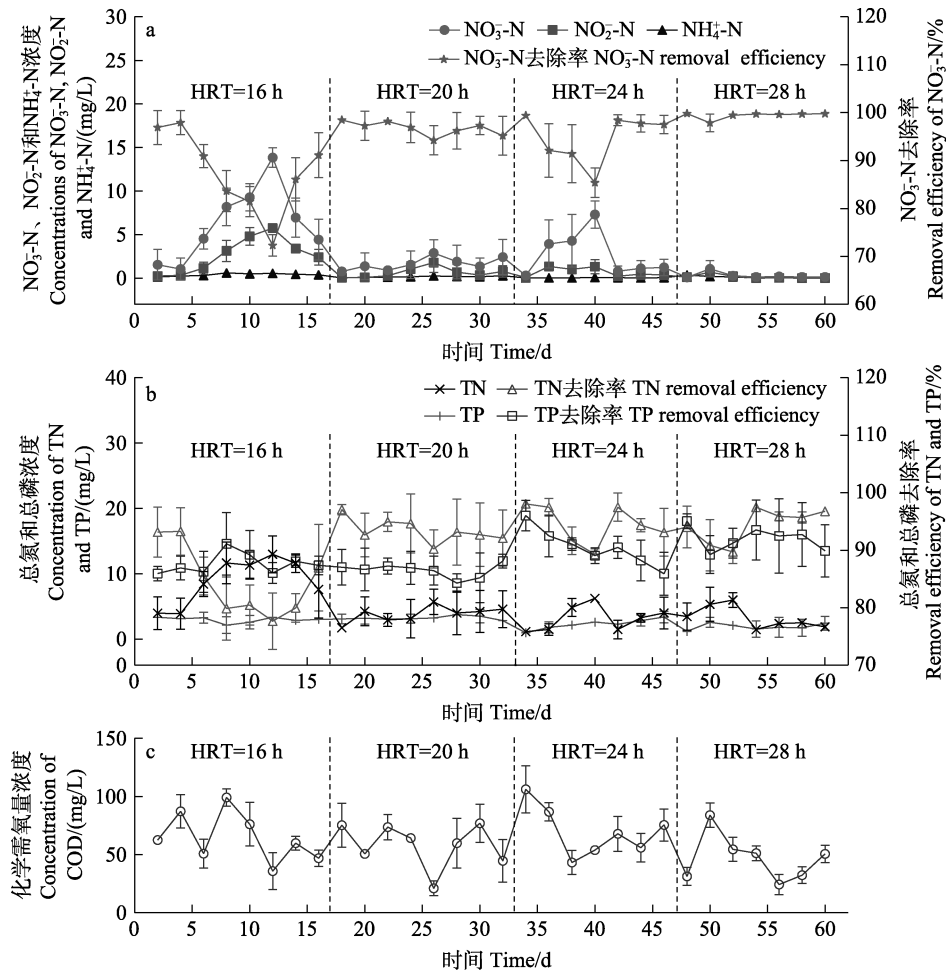 a
NO₃⁻-N
NO₂⁻-N
NH₄⁺-N
NO₃⁻-N去除率 NO₃⁻-N removal efficiency
HRT=16 h
HRT=20 h
HRT=24 h
HRT=28 h
NO₃⁻-N、NO₂⁻-N和NH₄⁺-N浓度
Concentrations of NO₃⁻-N, NO₂⁻-N
and NH₄⁺-N/(mg/L)
30
25
20
15
10
5
0
120
110
100
90
80
70
60
NO₃⁻-N去除率
Removal efficiency of NO₃⁻-N/%
0 5 10 15 20 25 30 35 40 45 50 55 60
时间 Time/d
b
TN
TN去除率 TN removal efficiency
TP
TP去除率 TP removal efficiency
HRT=16 h
HRT=20 h
HRT=24 h
HRT=28 h
总氮和总磷浓度
Concentration of TN
and TP/(mg/L)
40
30
20
10
0
0
120
110
100
90
80
70
总氮和总磷去除率
Removal efficiency of TN and TP/%
0 5 10 15 20 25 30 35 40 45 50 55 60
时间 Time/d
c
HRT=16 h
HRT=20 h
HRT=24 h
HRT=28 h
化学需氧量浓度
Concentration of
COD/(mg/L)
150
100
50
0
0 5 10 15 20 25 30 35 40 45 50 55 60
时间 Time/d